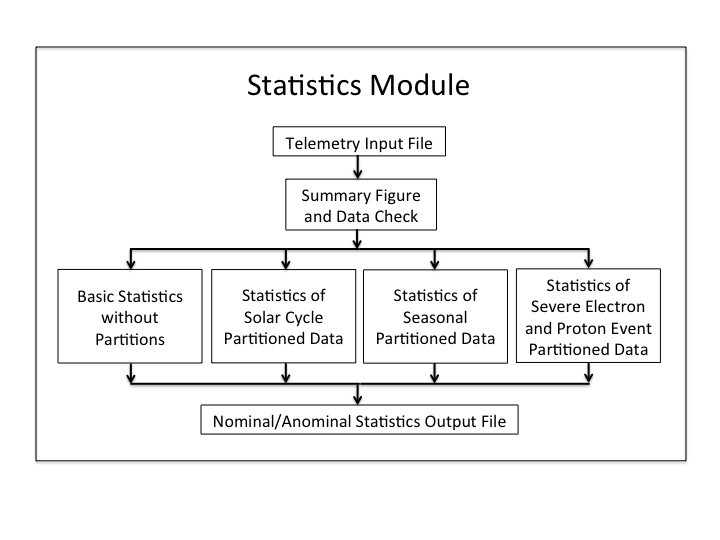 Statistics Module
Telemetry Input File
Summary Figure
and Data Check
Basic Statistics
without
Partitions
Statistics of
Solar Cycle
Partitioned Data
Statistics of
Seasonal
Partitioned Data
Statistics of
Severe Electron
and Proton Event
Partitioned Data
Nominal/Anominal Statistics Output File